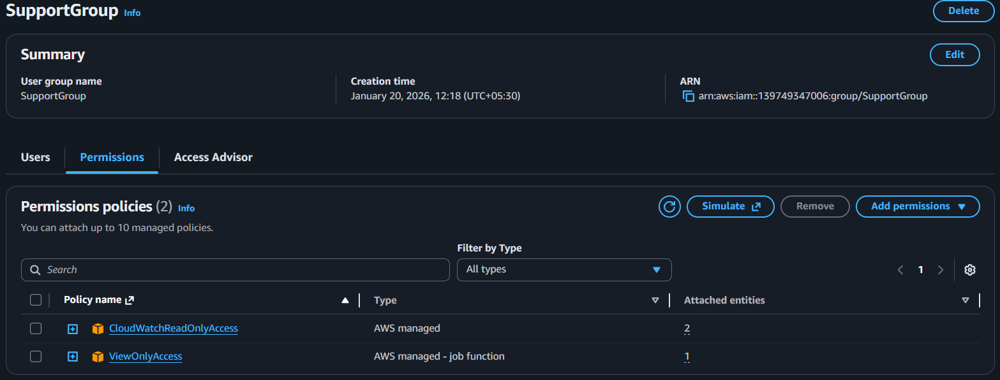 SupportGroup Info
Delete
Summary
Edit
User group name
SupportGroup
Creation time
January 20, 2026, 12:18 (UTC+05:30)
ARN
arn:aws:iam::139749347006:group/SupportGroup
Users
Permissions
Access Advisor
Permissions policies (2) Info
You can attach up to 10 managed policies.
Simulate
Remove
Add permissions
Filter by Type
Search
All types
1
Policy name
Type
Attached entities
CloudWatchReadOnlyAccess
AWS managed
2
ViewOnlyAccess
AWS managed - job function
1